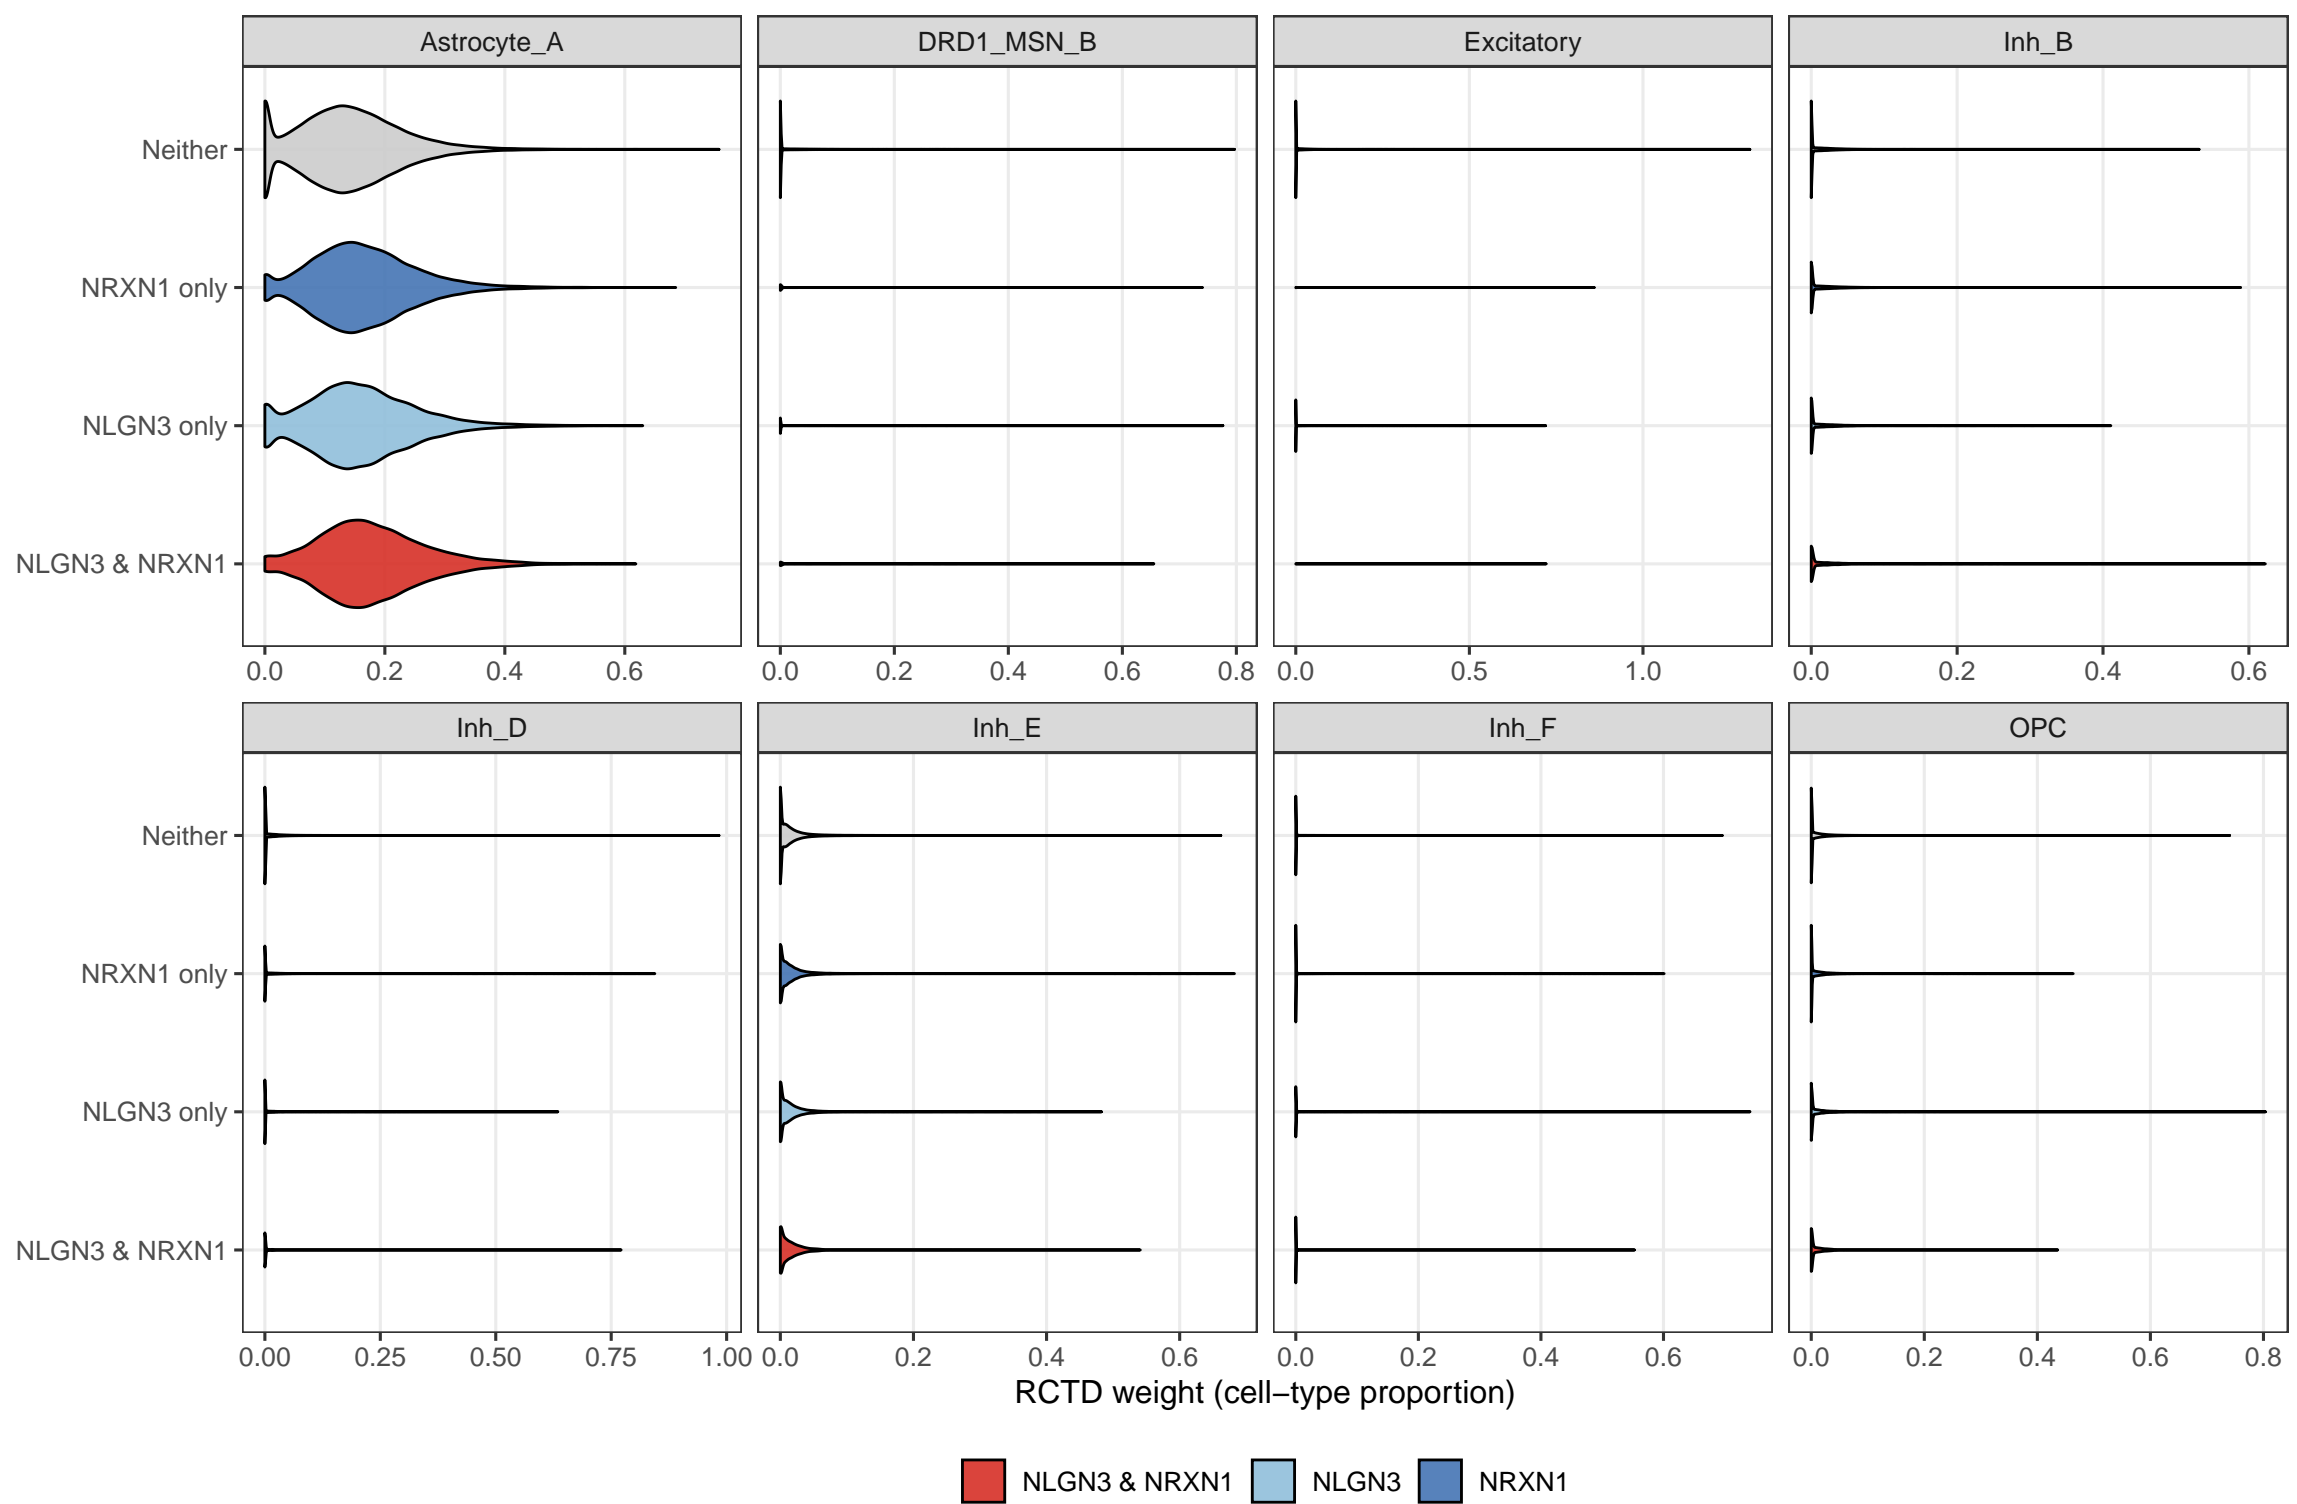 Astrocyte_A DRD1_MSN_B Excitatory Inh_B
Neither
NRXN1 only
NLGN3 only
NLGN3 & NRXN1
0.0 0.2 0.4 0.6 0.0 0.2 0.4 0.6 0.8 0.0 0.5 1.0 0.0 0.2 0.4 0.6
Inh_D Inh_E Inh_F OPC
Neither
NRXN1 only
NLGN3 only
NLGN3 & NRXN1
0.00 0.25 0.50 0.75 1.00 0.0 0.2 0.4 0.6 0.0 0.2 0.4 0.6 0.0 0.2 0.4 0.6 0.8
RCTD weight (cell−type proportion)
NLGN3 & NRXN1 NLGN3 NRXN1